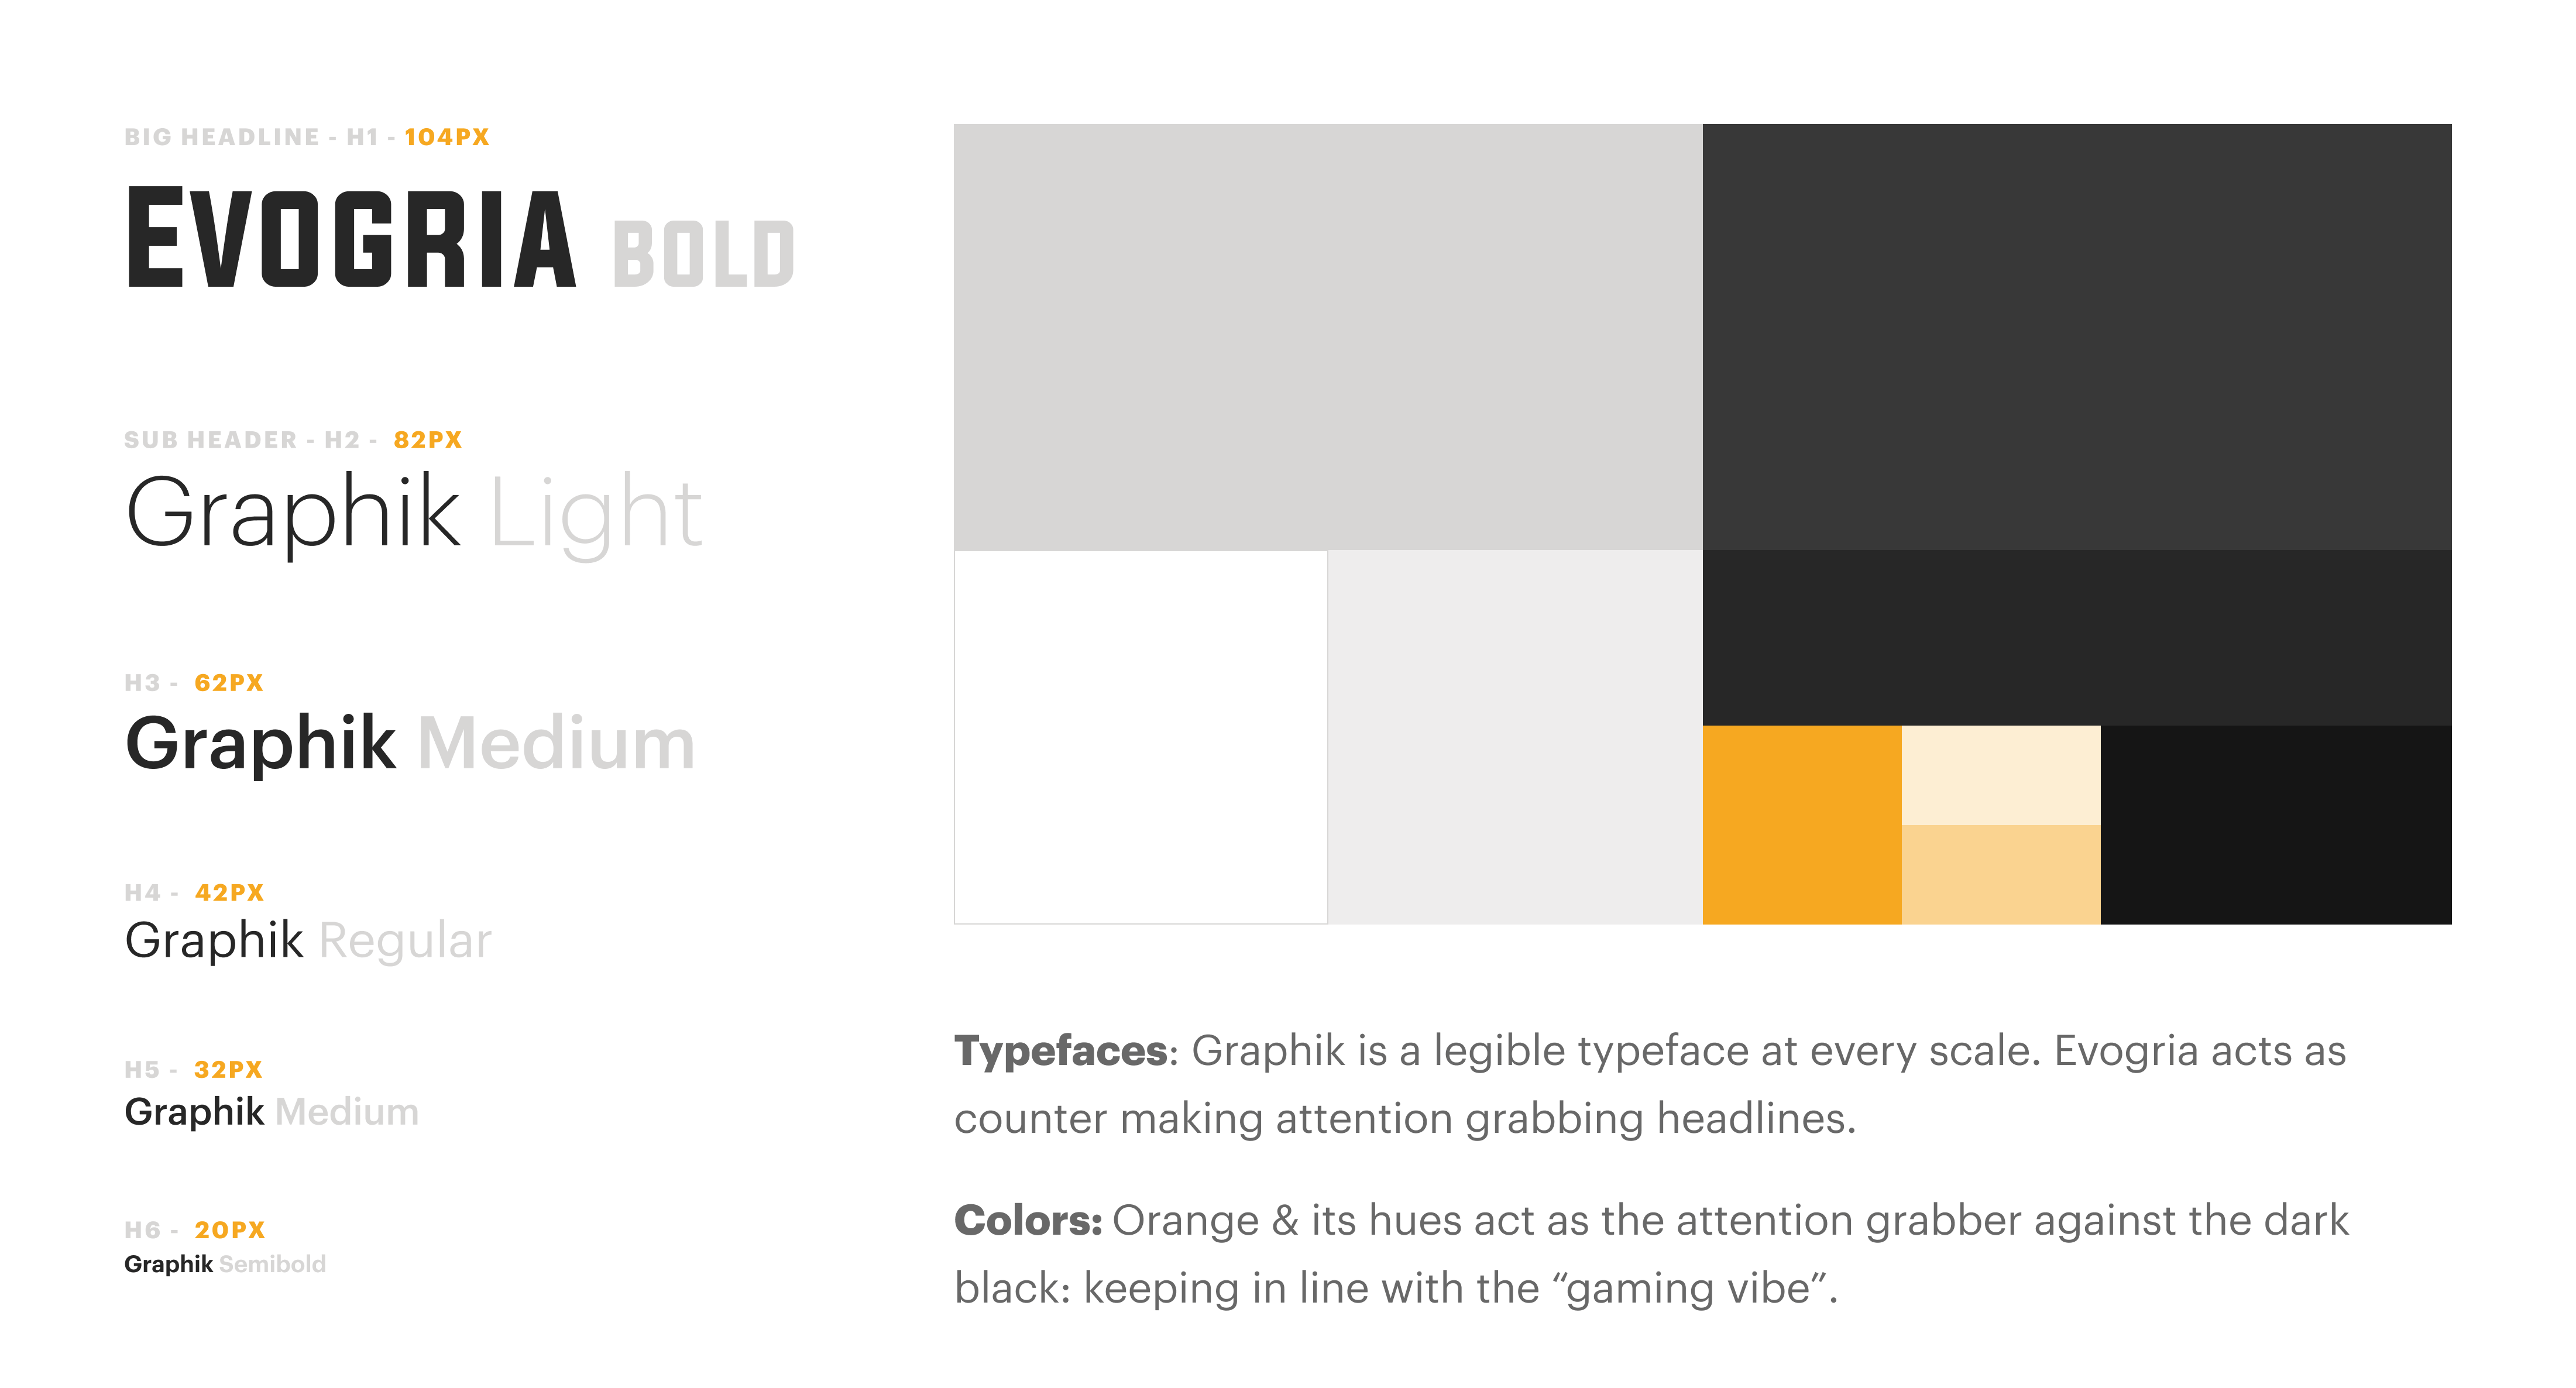 BIG HEADLINE - H1 - 104PX
EVOGRIA BOLD
SUB HEADER - H2 - 82PX
Graphik Light
H3 - 62PX
Graphik Medium
H4 - 42PX
Graphik Regular
H5 - 32PX
Graphik Medium
H6 - 20PX
Graphik Semibold
Typefaces: Graphik is a legible typeface at every scale. Evogria acts as
counter making attention grabbing headlines.
Colors: Orange & its hues act as the attention grabber against the dark
black: keeping in line with the “gaming vibe”.